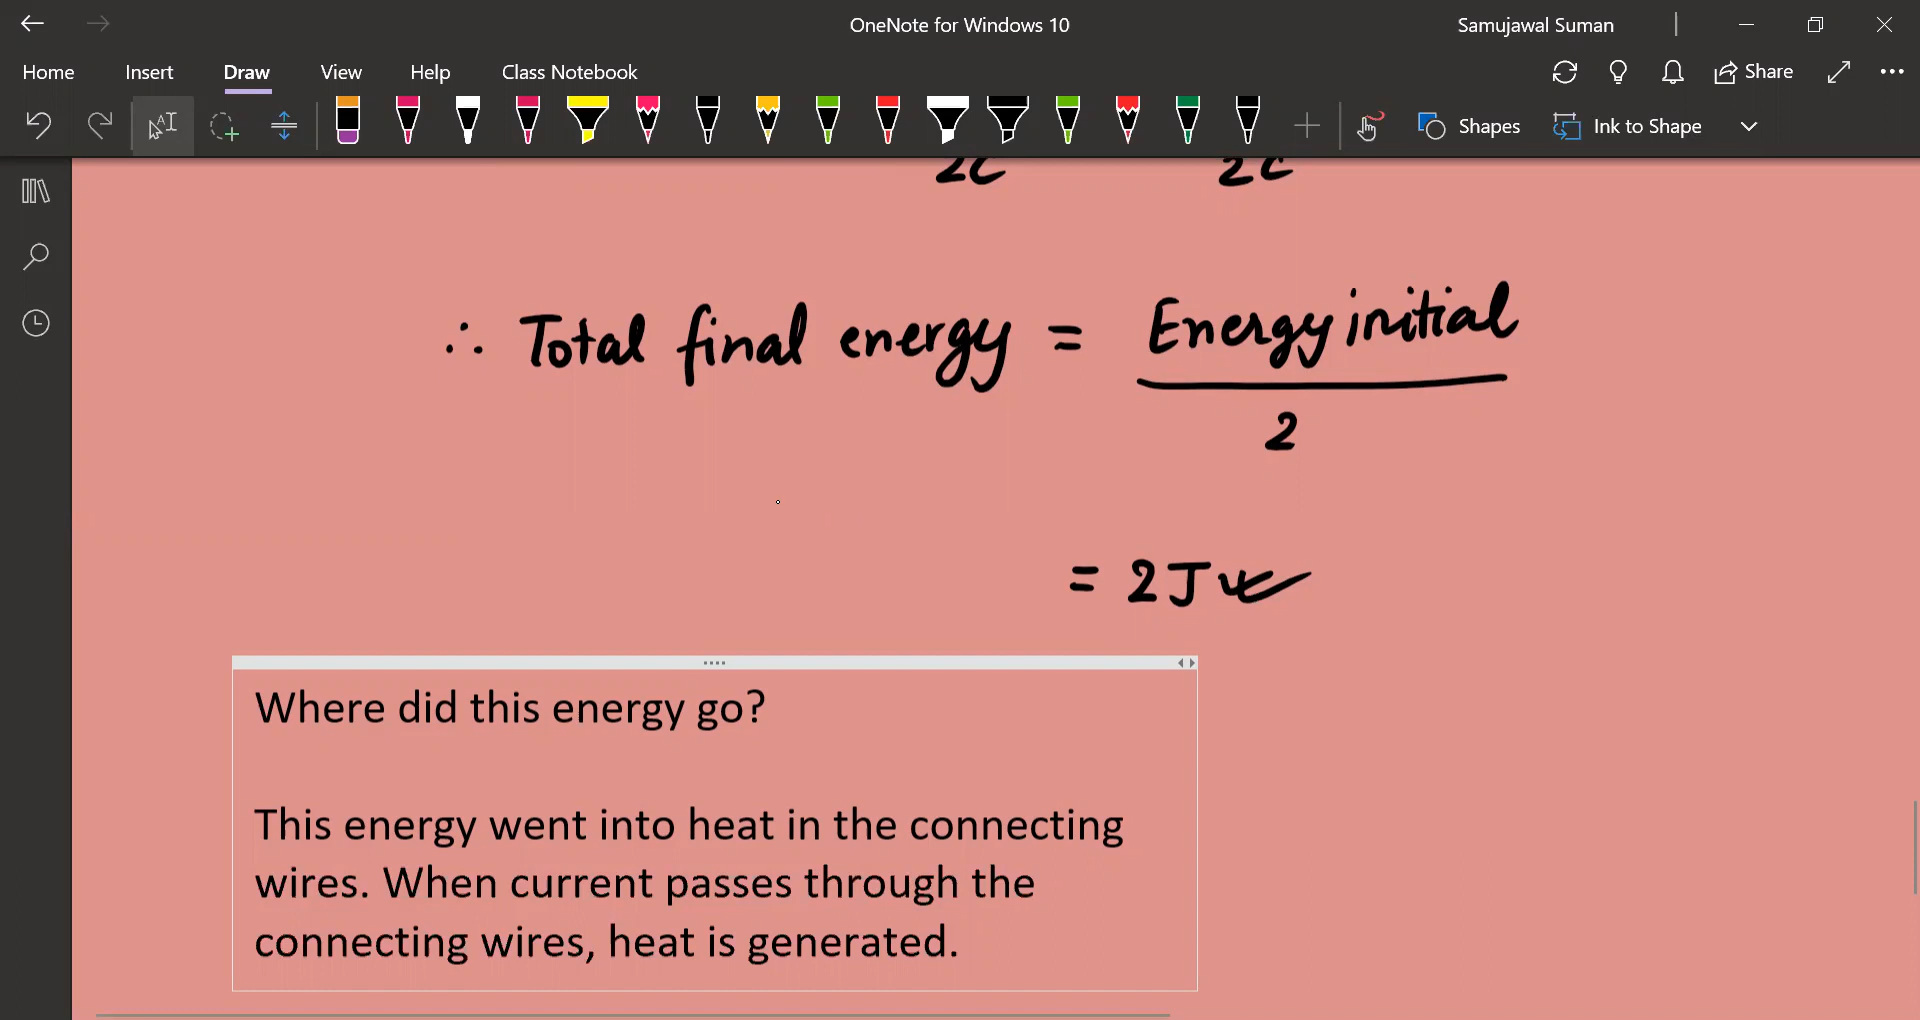 OneNote for Windows 10
Samujawal Suman
Home Insert Draw View Help Class Notebook
Share
Shapes
Ink to Shape
2C 2C
∴ Total final energy = Energy initial
2
= 2J
Where did this energy go?
This energy went into heat in the connecting
wires. When current passes through the
connecting wires, heat is generated.